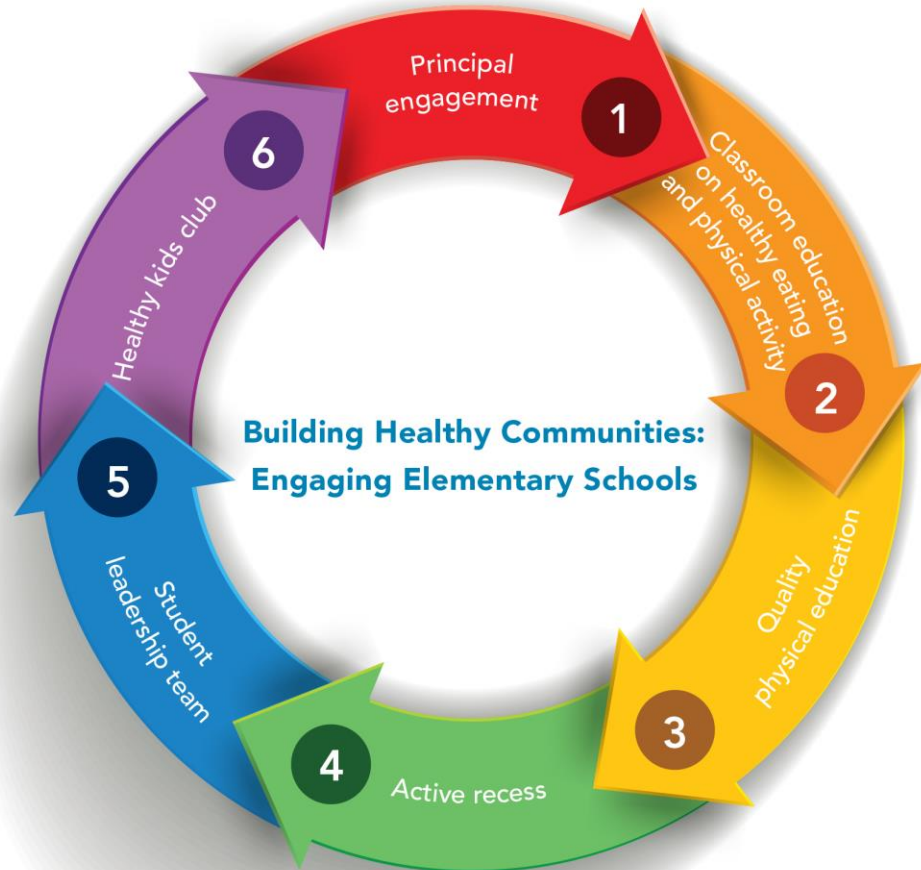 Principal
engagement
1
Classroom education
on healthy eating
and physical activity
2
Quality
physical education
3
Active recess
4
Student
leadership team
5
Healthy kids club
6
Building Healthy Communities:
Engaging Elementary Schools